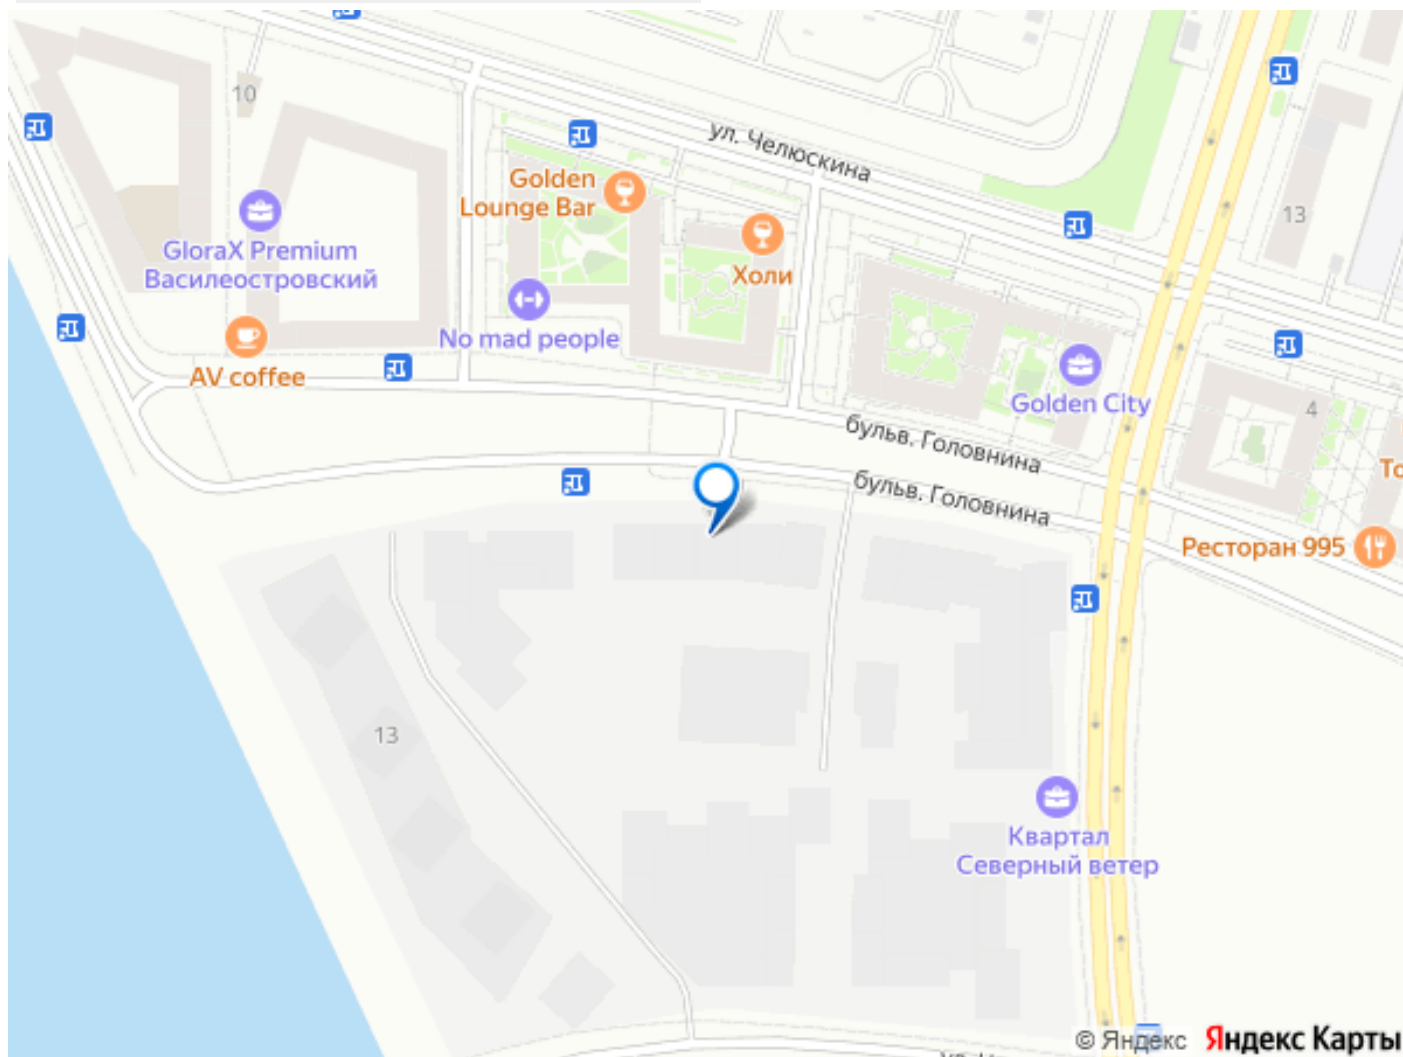 10
ул. Челюскина
Golden
Lounge Bar
13
GloraX Premium
Василеостровский
Холи
No mad people
AV coffee
Golden City
4
бульв. Головнина
То
бульв. Головнина
Ресторан 995
13
Квартал
Северный ветер
© Яндекс Яндекс Карты